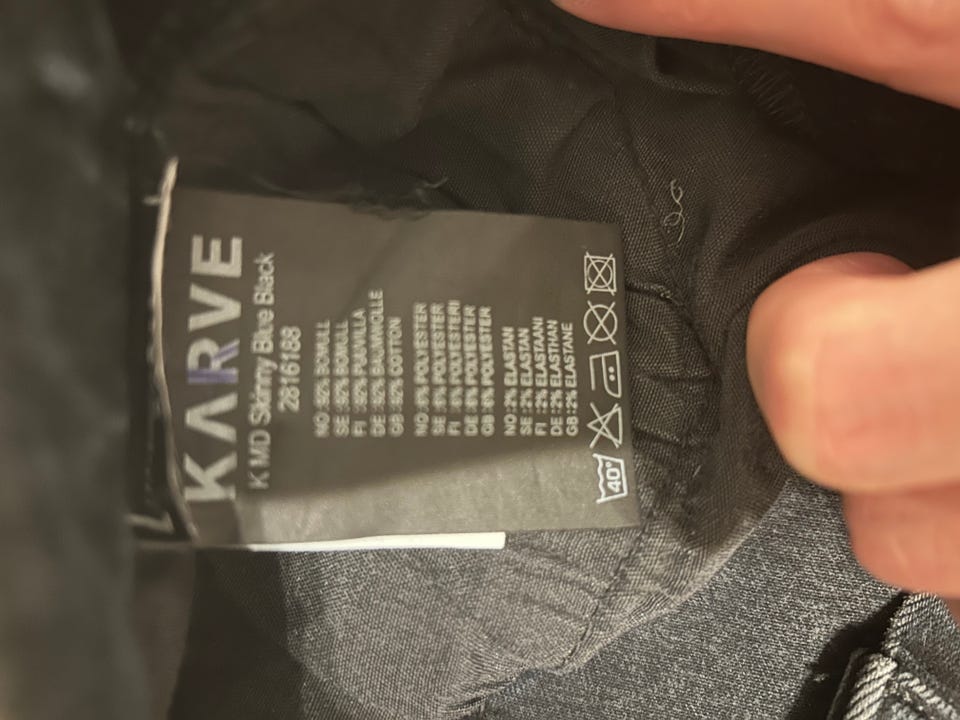 KARVE
K MD Skinny Blue Black
2816188
NO :92% BOMULL
SE :92% BOMULL
FI :92% PUUVILLA
DE :92% BAUMWOLLE
GB :92% COTTON
NO :6% POLYESTER
SE :6% POLYESTER
FI :6% POLYESTERI
DE :6% POLYESTER
GB :6% POLYESTER
NO :2% ELASTAN
SE :2% ELASTAN
FI :2% ELASTAANI
DE :2% ELASTHAN
GB :2% ELASTANE
40°